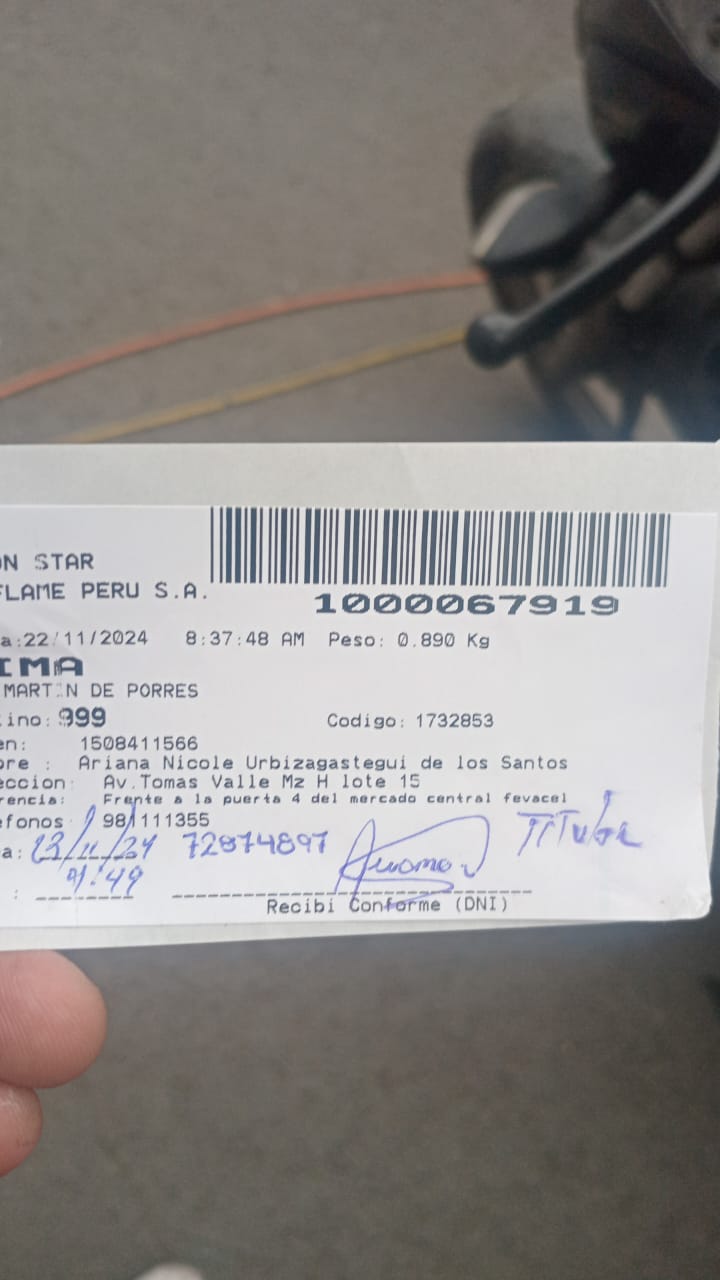 ON STAR
FLAME PERU S.A.
1000067919
a:22/11/2024 8:37:48 AM Peso: 0.890 Kg
IMA
MARTIN DE PORRES
ino: 999 Codigo: 1732853
en: 1508411566
bre : Ariana Nicole Urbizagastegui de los Santos
eccion: Av.Tomas Valle Mz H lote 15
rencia: Frente a la puerta 4 del mercado central fevacel
éfonos 981111355
a: 23/11/24 72874897 TiTular
:49
: Recibi Conforme (DNI)